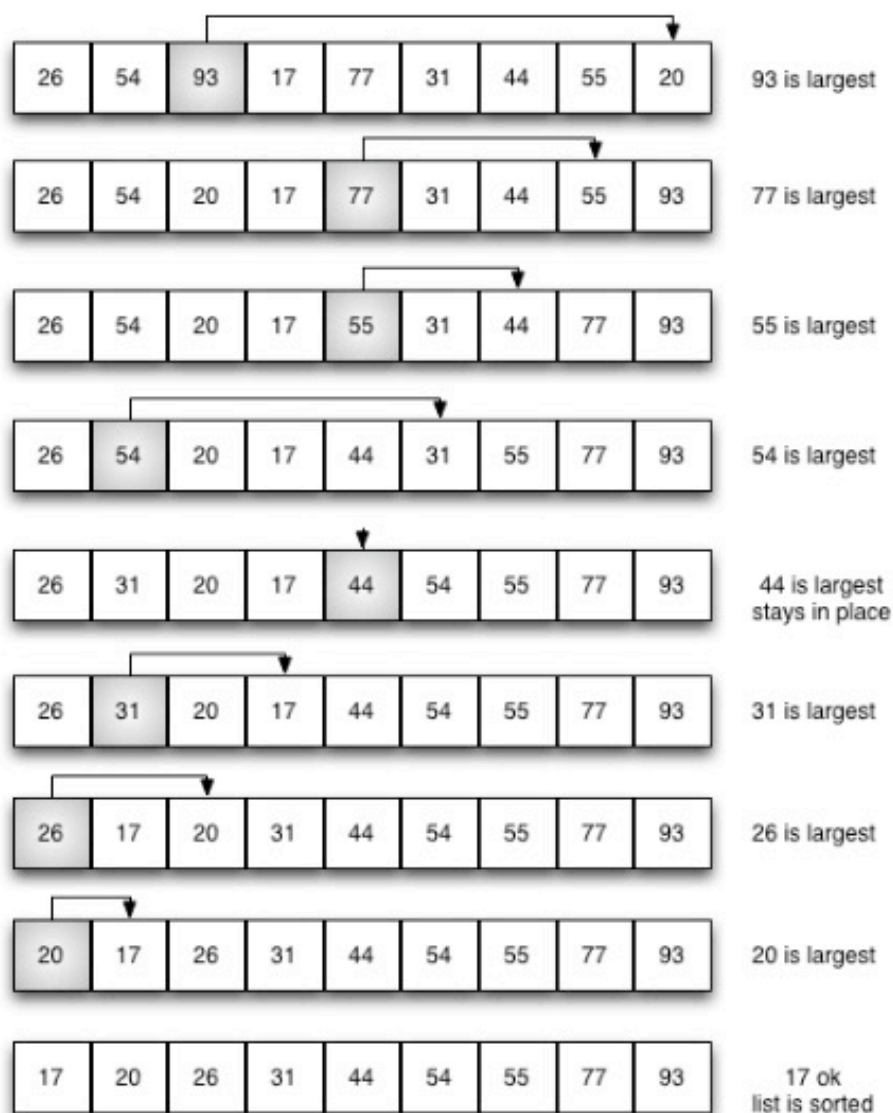 26 54 93 17 77 31 44 55 20 93 is largest
26 54 20 17 77 31 44 55 93 77 is largest
26 54 20 17 55 31 44 77 93 55 is largest
26 54 20 17 44 31 55 77 93 54 is largest
26 31 20 17 44 54 55 77 93 44 is largest
stays in place
26 31 20 17 44 54 55 77 93 31 is largest
26 17 20 31 44 54 55 77 93 26 is largest
20 17 26 31 44 54 55 77 93 20 is largest
17 20 26 31 44 54 55 77 93 17 ok
list is sorted